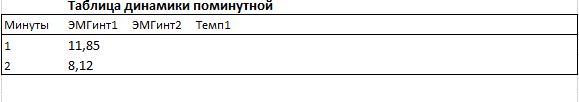 Таблица динамики поминутной
Минуты ЭМГинт1 ЭМГинт2 Темп1
1 11,85
2 8,12